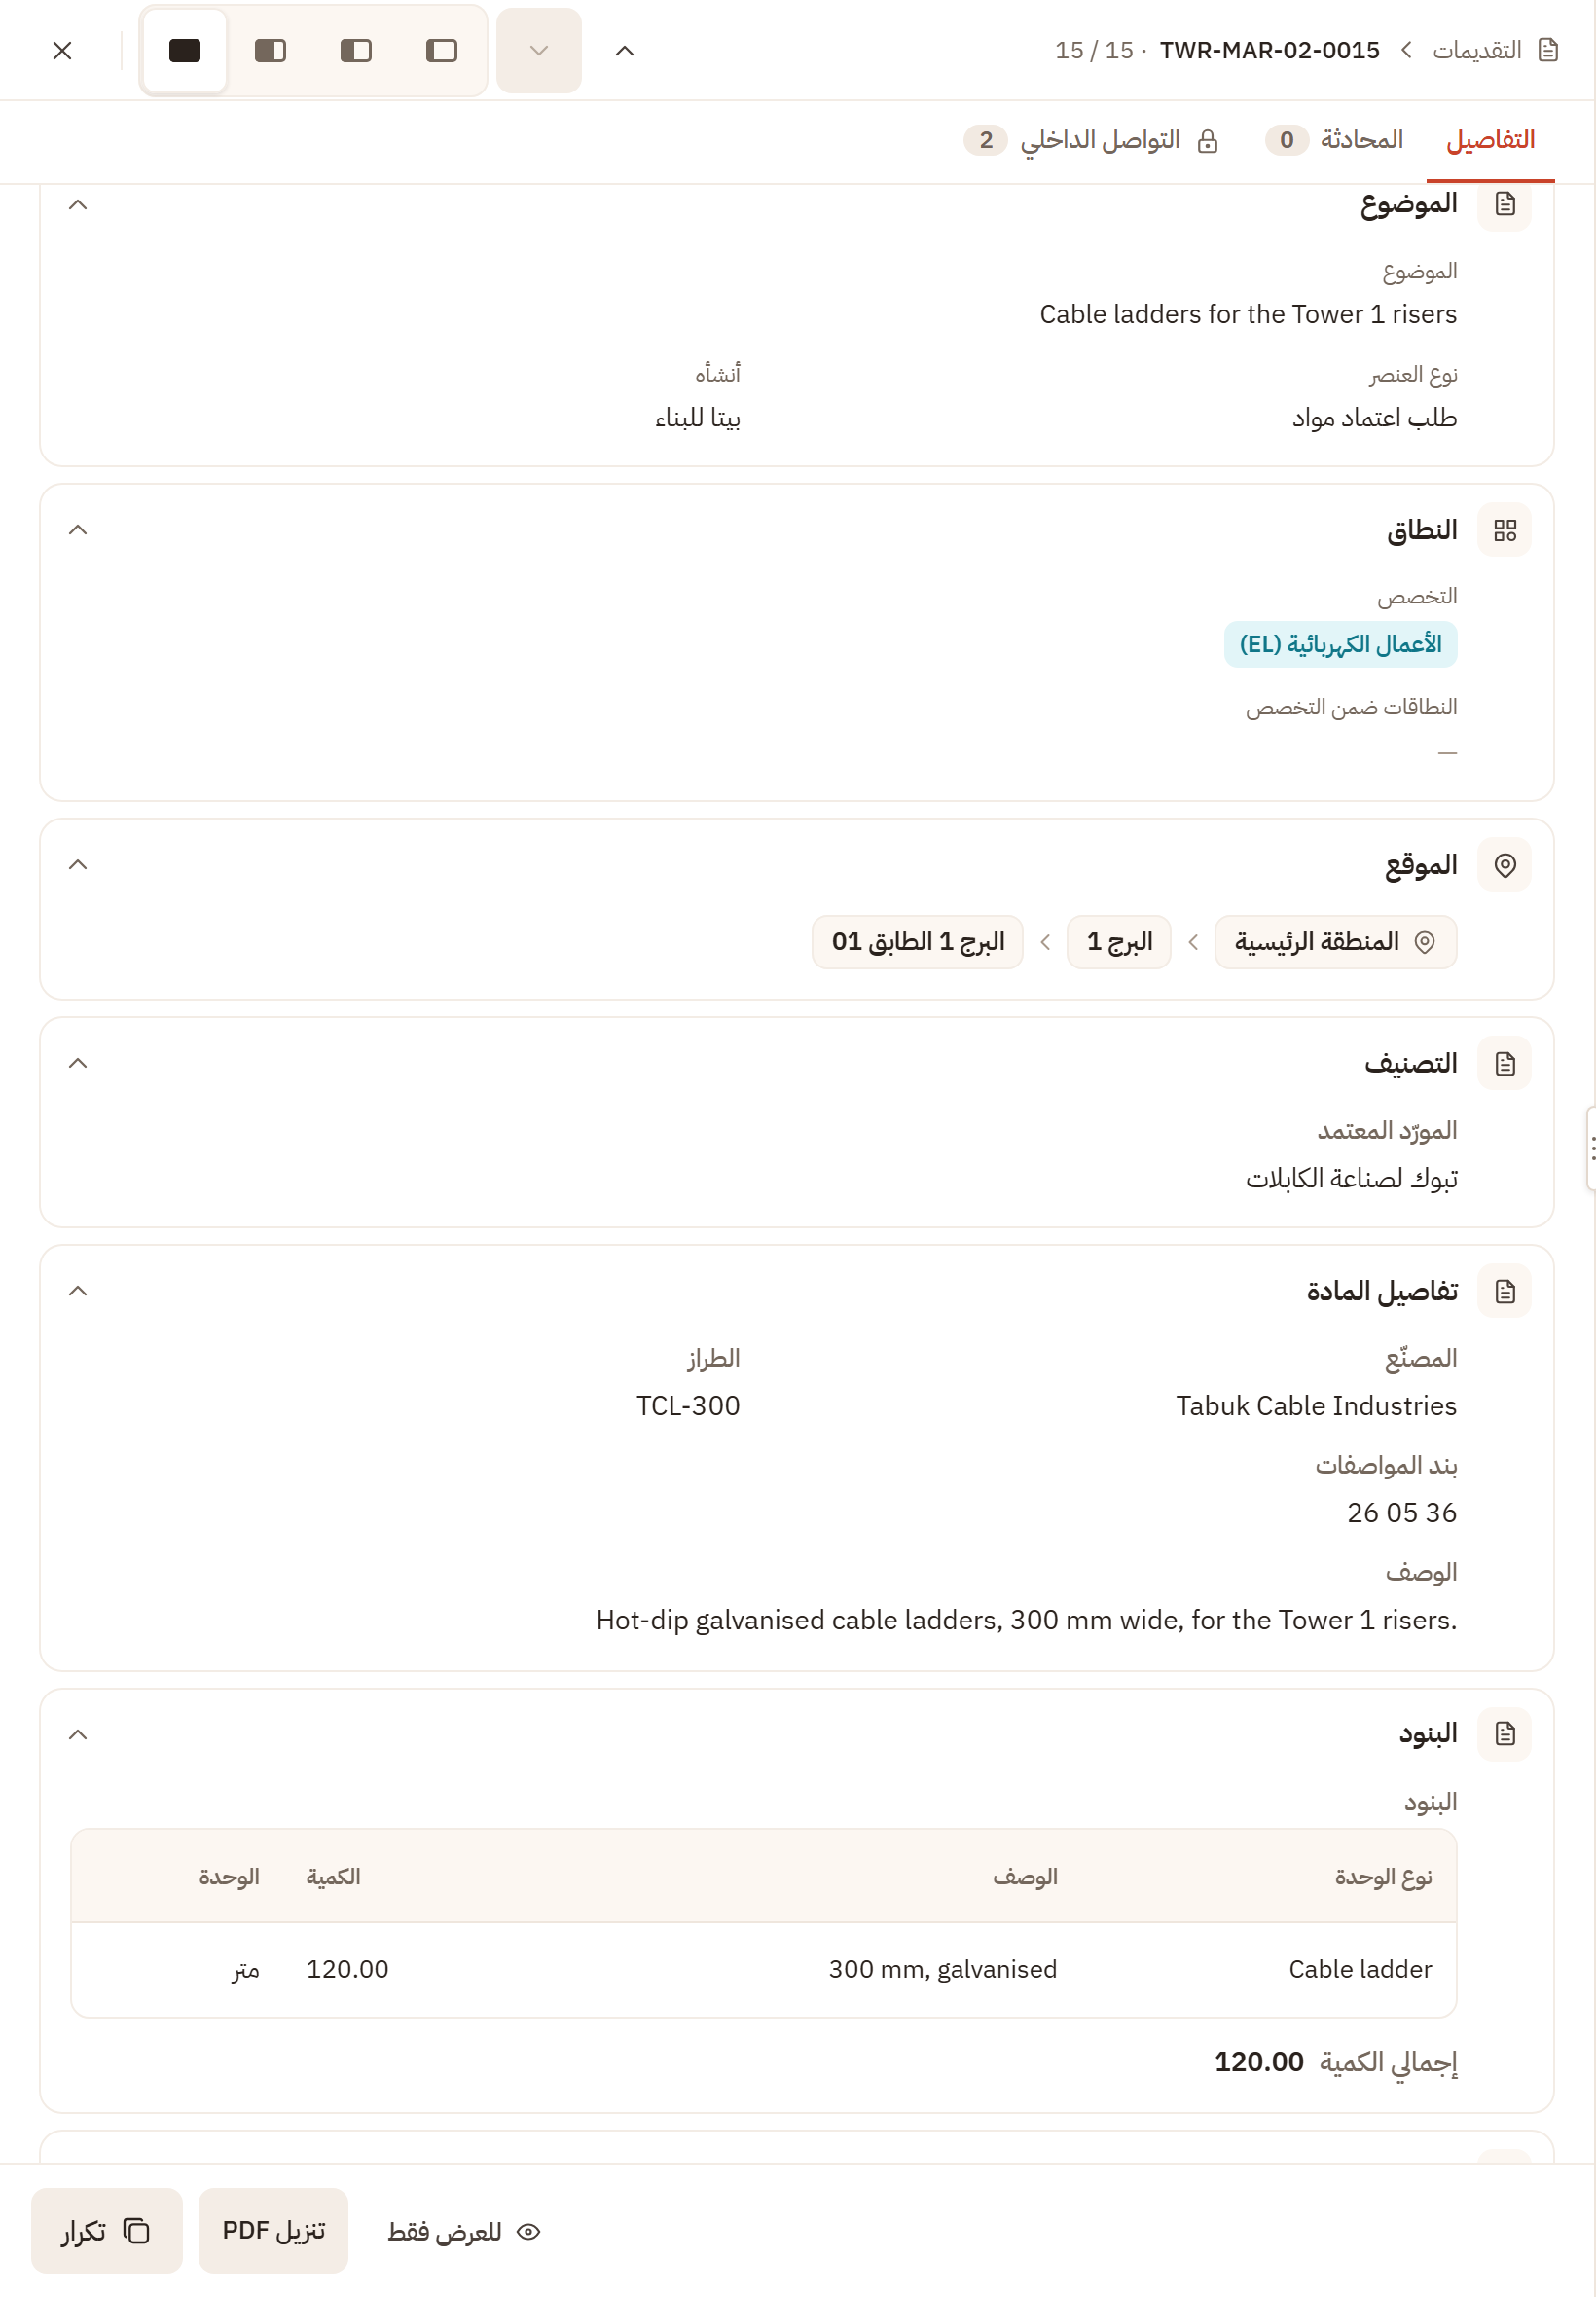 التقديمات
TWR-MAR-02-0015 · 15 / 15
التفاصيل
المحادثة 0
التواصل الداخلي 2
الموضوع
الموضوع
Cable ladders for the Tower 1 risers
نوع العنصر
أنشأه
طلب اعتماد مواد
بيتا للبناء
النطاق
التخصص
الأعمال الكهربائية (EL)
النطاقات ضمن التخصص
—
الموقع
المنطقة الرئيسية
البرج 1
البرج 1 الطابق 01
التصنيف
المورّد المعتمد
تبوك لصناعة الكابلات
تفاصيل المادة
المصنّع
الطراز
Tabuk Cable Industries
TCL-300
بند المواصفات
26 05 36
الوصف
Hot-dip galvanised cable ladders, 300 mm wide, for the Tower 1 risers.
البنود
البنود
نوع الوحدة
الوصف
الكمية
الوحدة
Cable ladder
300 mm, galvanised
120.00
متر
إجمالي الكمية 120.00
للعرض فقط
تنزيل PDF
تكرار